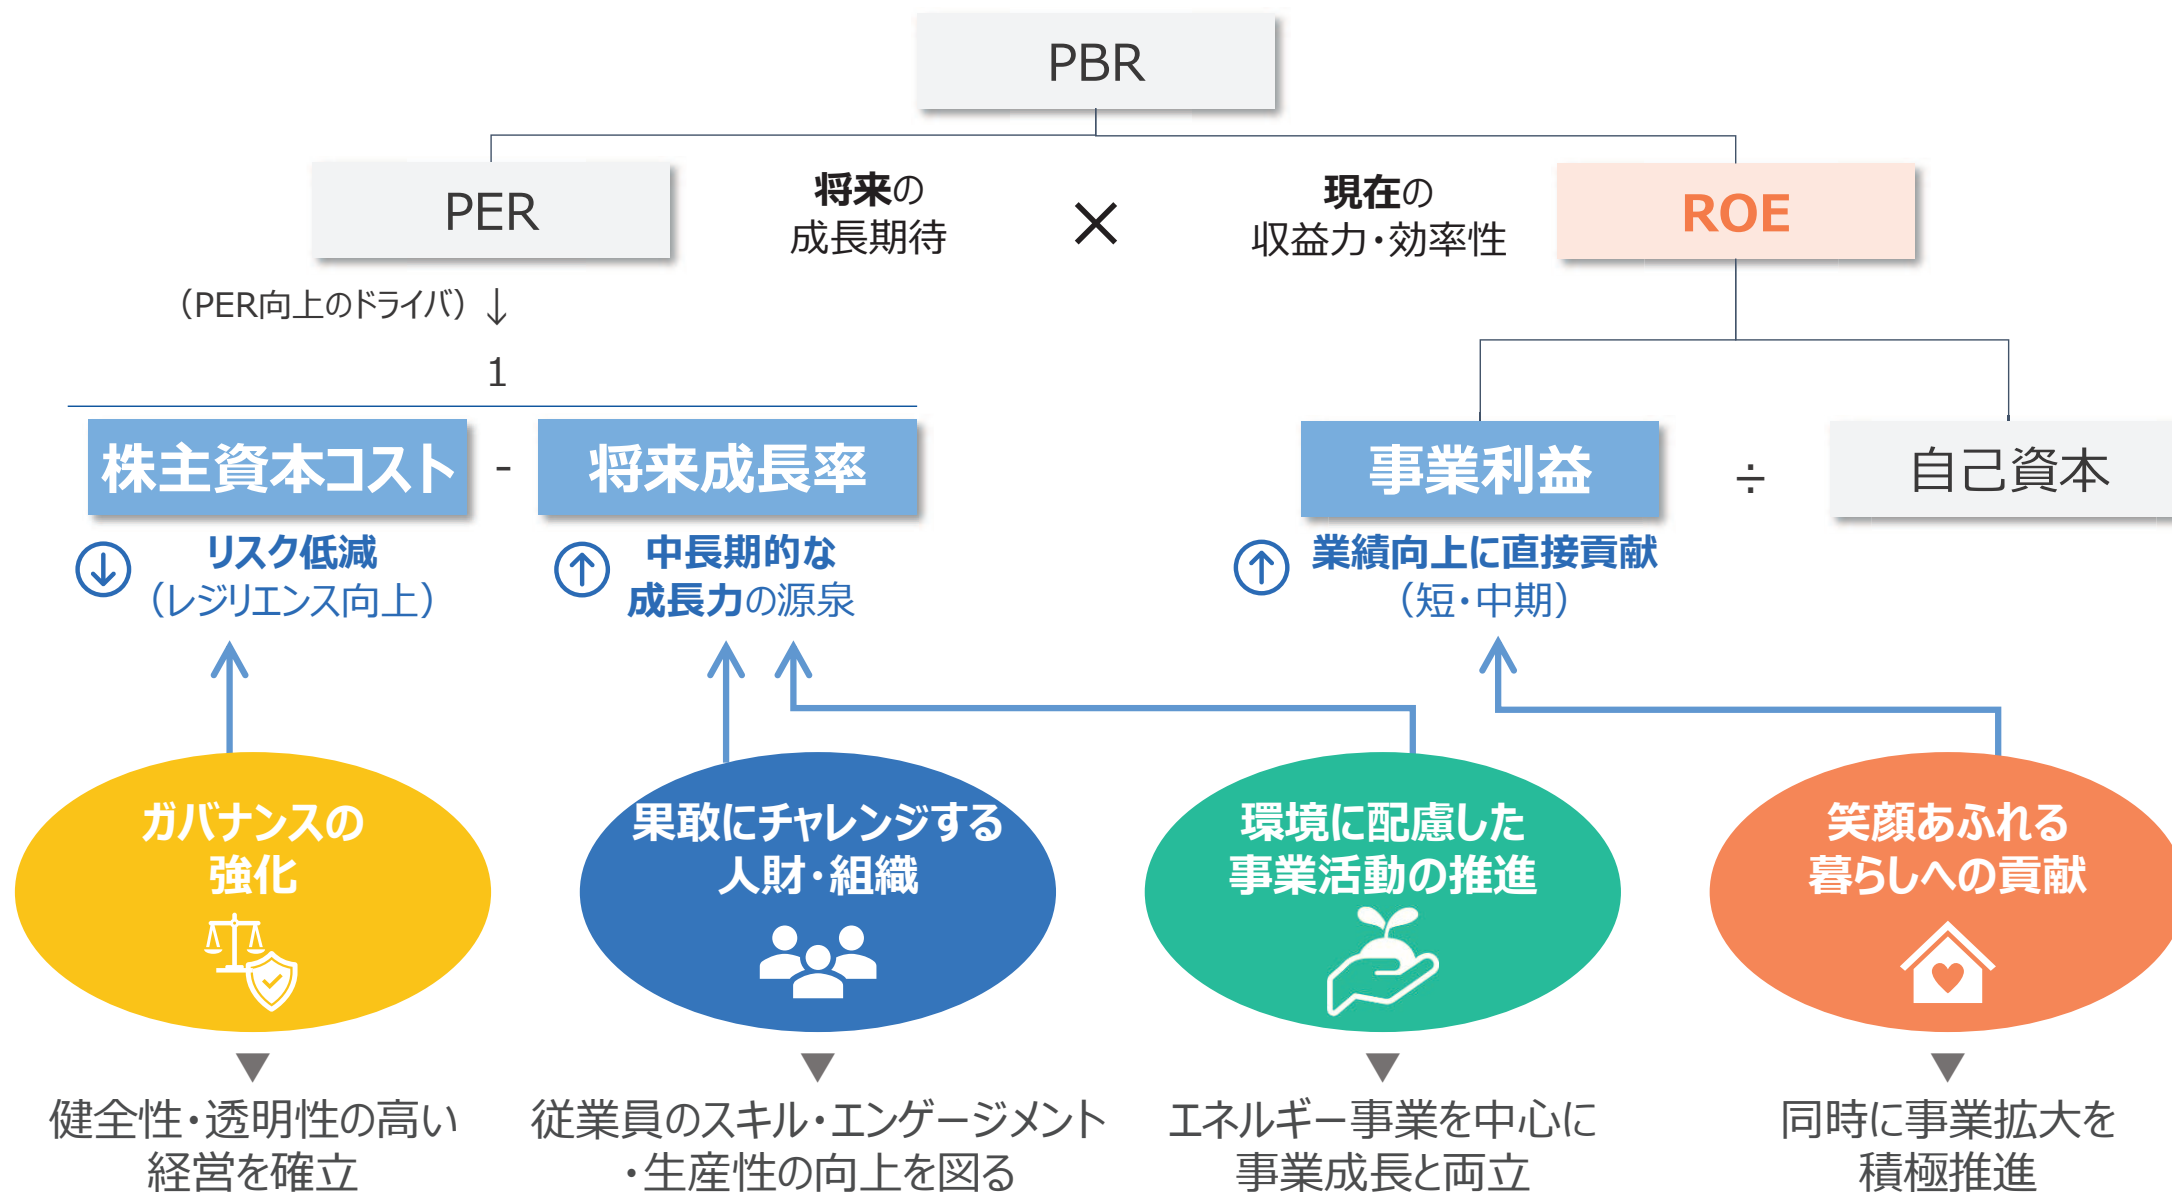 PBR
PER
将来の
成長期待
×
現在の
収益力・効率性
ROE
（PER向上のドライバ）↓
1
株主資本コスト
-
将来成長率
事業利益
÷
自己資本
リスク低減
（レジリエンス向上）
中長期的な
成長力の源泉
業績向上に直接貢献
（短・中期）
ガバナンスの
強化
果敢にチャレンジする
人財・組織
環境に配慮した
事業活動の推進
笑顔あふれる
暮らしへの貢献
健全性・透明性の高い
経営を確立
従業員のスキル・エンゲージメント
・生産性の向上を図る
エネルギー事業を中心に
事業成長と両立
同時に事業拡大を
積極推進